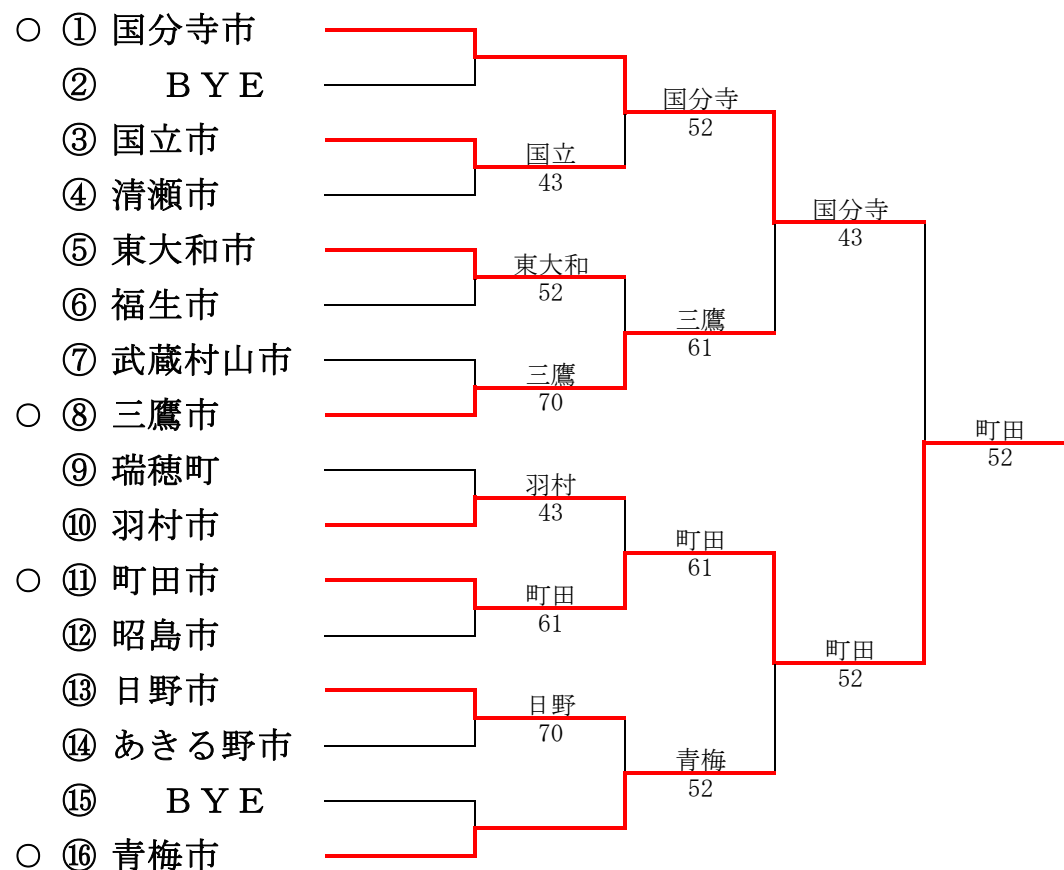 ○ ① 国分寺市
② ＢＹＥ
③ 国立市
④ 清瀬市
⑤ 東大和市
⑥ 福生市
⑦ 武蔵村山市
○ ⑧ 三鷹市
⑨ 瑞穂町
⑩ 羽村市
○ ⑪ 町田市
⑫ 昭島市
⑬ 日野市
⑭ あきる野市
⑮ ＢＹＥ
○ ⑯ 青梅市
国立
43
東大和
52
三鷹
70
羽村
43
町田
61
日野
70
国分寺
52
三鷹
61
町田
61
青梅
52
国分寺
43
町田
52
町田
52